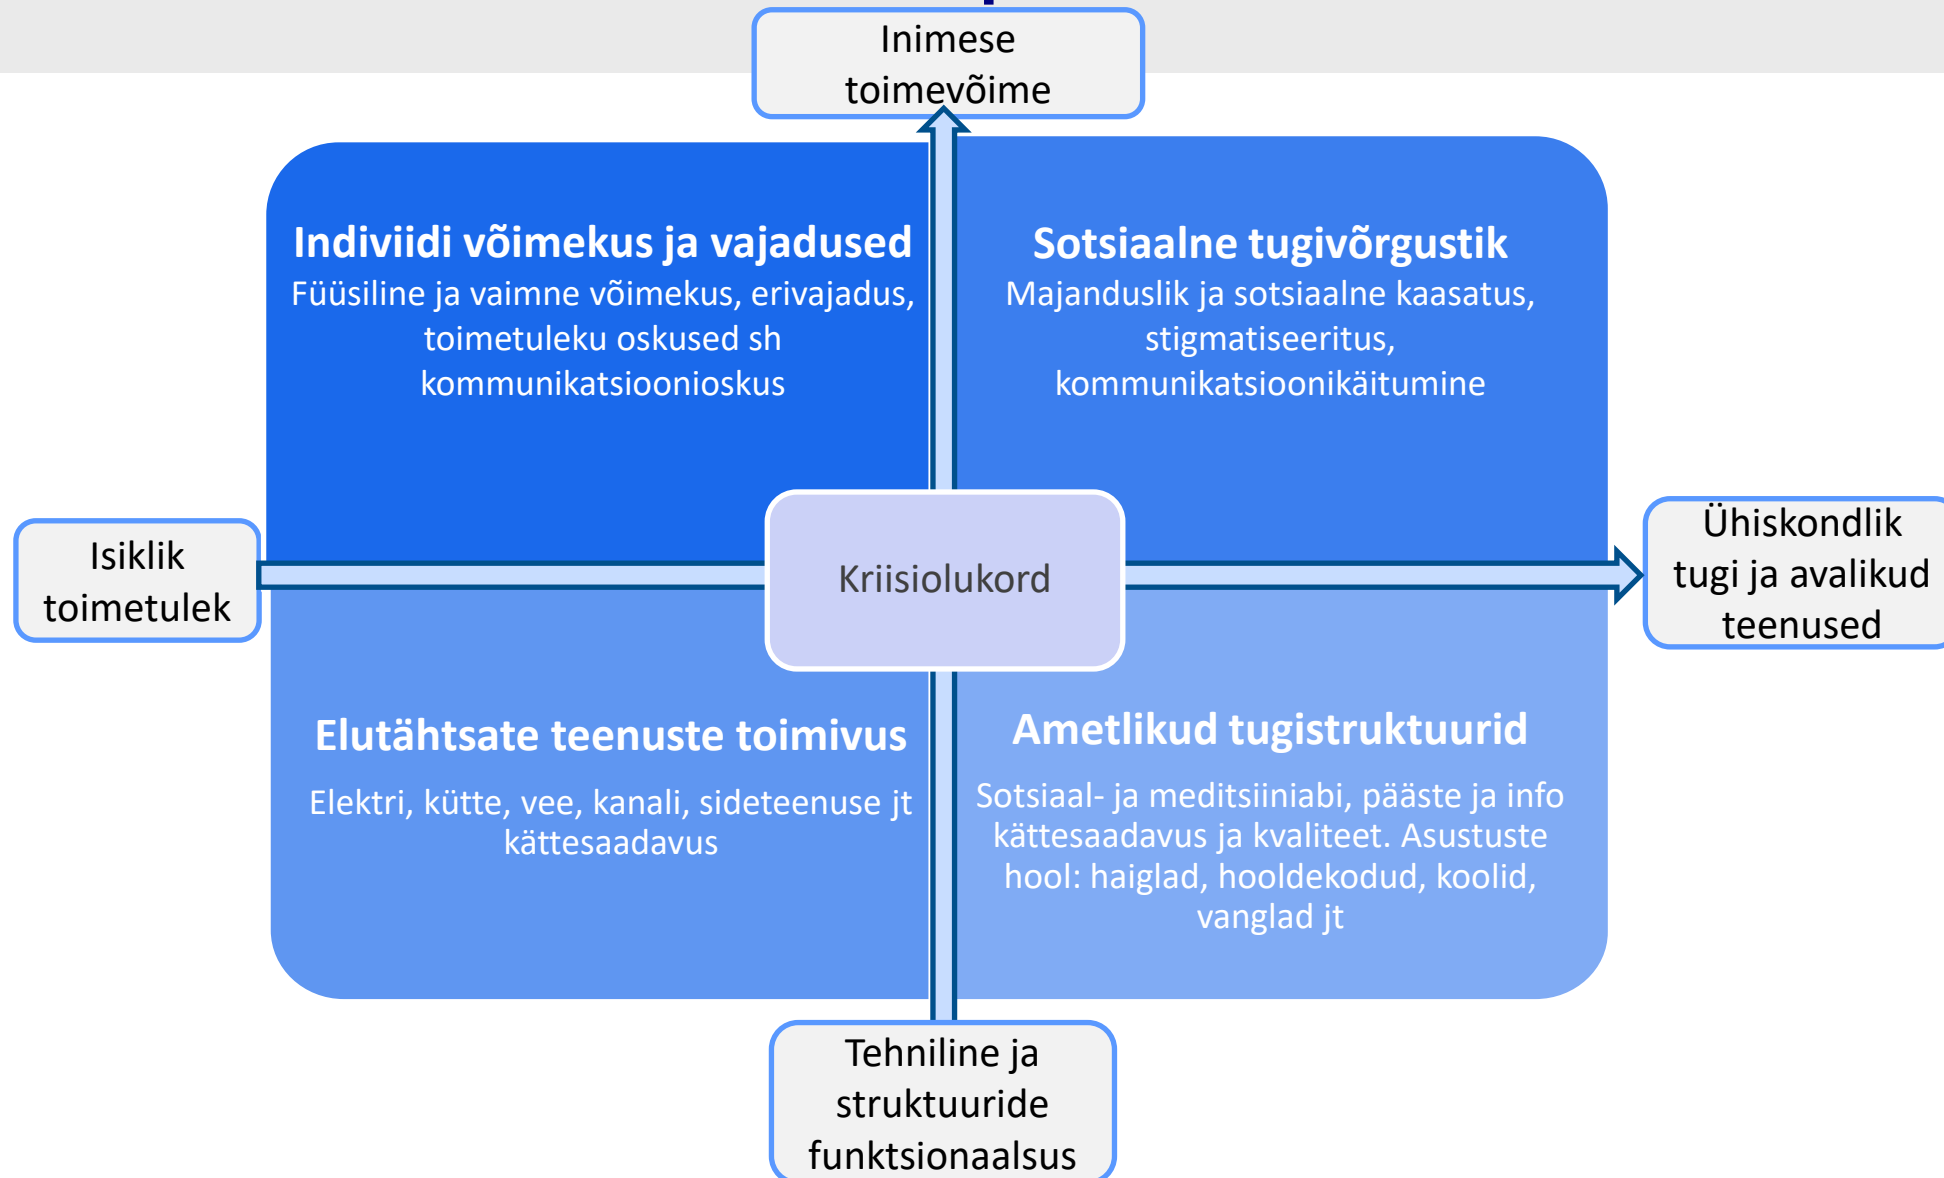 Inimese
toimevõime
Indiviidi võimekus ja vajadused
Füüsiline ja vaimne võimekus, erivajadus,
toimetuleku oskused sh
kommunikatsioonioskus
Sotsiaalne tugivõrgustik
Majanduslik ja sotsiaalne kaasatus,
stigmatiseeritus,
kommunikatsioonikäitumine
Isiklik
toimetulek
Kriisiolukord
Ühiskondlik
tugi ja avalikud
teenused
Elutähtsate teenuste toimivus
Elektri, kütte, vee, kanali, sideteenuse jt
kättesaadavus
Ametlikud tugistruktuurid
Sotsiaal- ja meditsiiniabi, pääste ja info
kättesaadavus ja kvaliteet. Asustuste
hool: haiglad, hooldekodud, koolid,
vanglad jt
Tehniline ja
struktuuride
funktsionaalsus